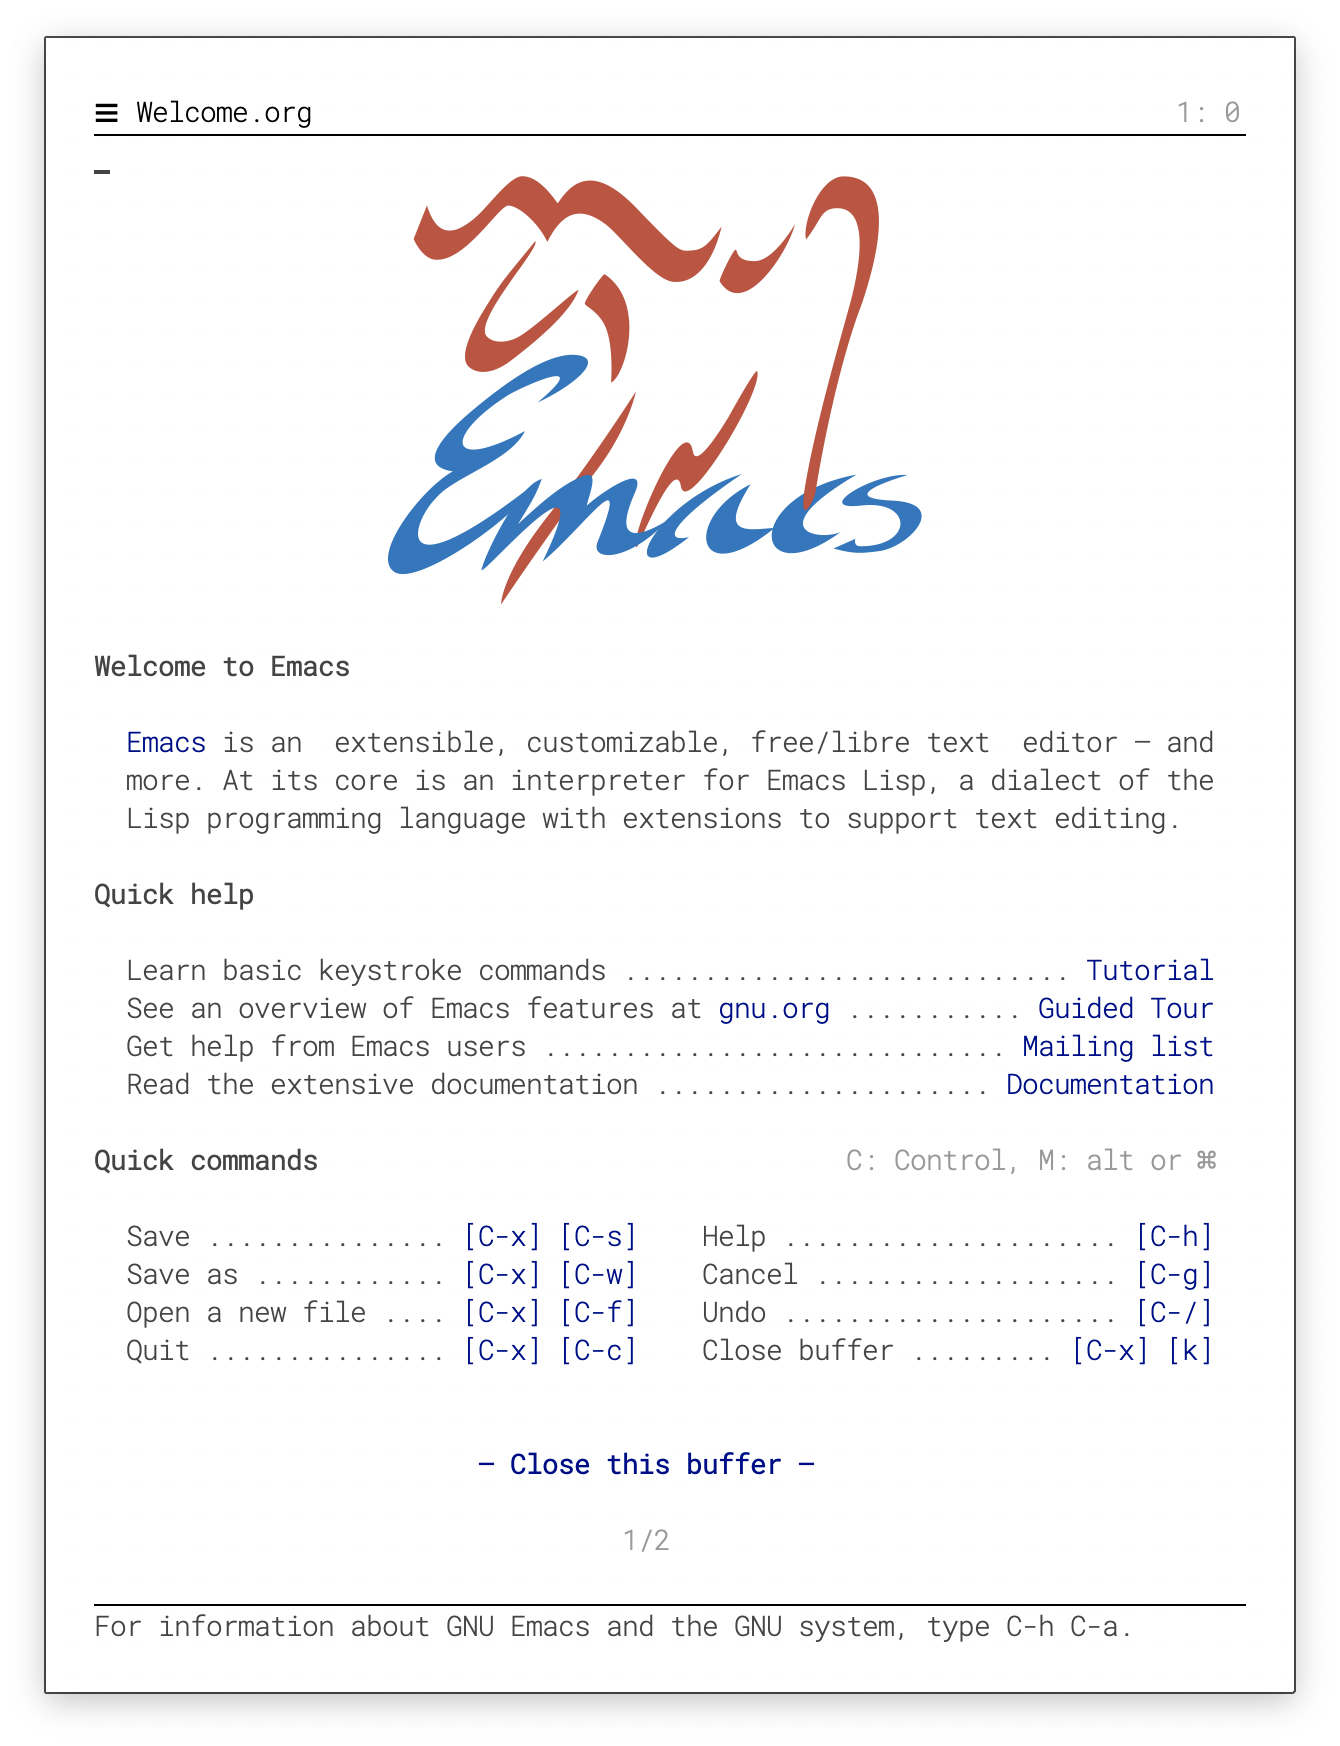 ≡ Welcome.org 1: 0
Emacs
Welcome to Emacs
Emacs is an  extensible, customizable, free/libre text  editor — and
more. At its core is an interpreter for Emacs Lisp, a dialect of the
Lisp programming language with extensions to support text editing.
Quick help
Learn basic keystroke commands ............................ Tutorial
See an overview of Emacs features at gnu.org ........... Guided Tour
Get help from Emacs users ............................. Mailing list
Read the extensive documentation ..................... Documentation
Quick commands C: Control, M: alt or ⌘
Save ............... [C-x] [C-s] Help ..................... [C-h]
Save as ............ [C-x] [C-w] Cancel ................... [C-g]
Open a new file .... [C-x] [C-f] Undo ..................... [C-/]
Quit ............... [C-x] [C-c] Close buffer ......... [C-x] [k]
— Close this buffer —
1/2
For information about GNU Emacs and the GNU system, type C-h C-a.